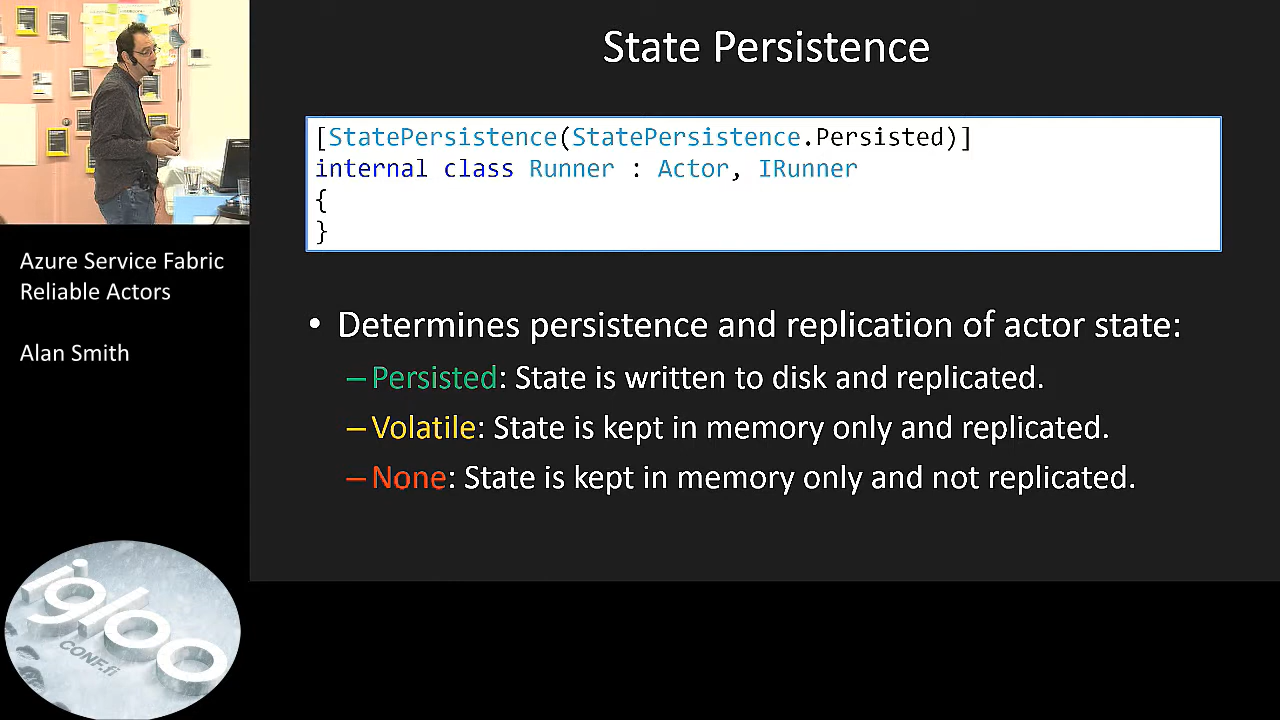 State Persistence
[StatePersistence(StatePersistence.Persisted)]
internal class Runner : Actor, IRunner
{
}
• Determines persistence and replication of actor state:
–Persisted: State is written to disk and replicated.
–Volatile: State is kept in memory only and replicated.
–None: State is kept in memory only and not replicated.
Azure Service Fabric
Reliable Actors
Alan Smith
igloo
CONF.fi